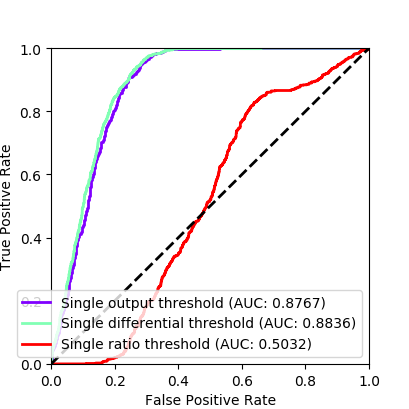 1.0
0.8
0.6
0.4
0.2
0.0
True Positive Rate
Single output threshold (AUC: 0.8767)
Single differential threshold (AUC: 0.8836)
Single ratio threshold (AUC: 0.5032)
0.0 0.2 0.4 0.6 0.8 1.0
False Positive Rate